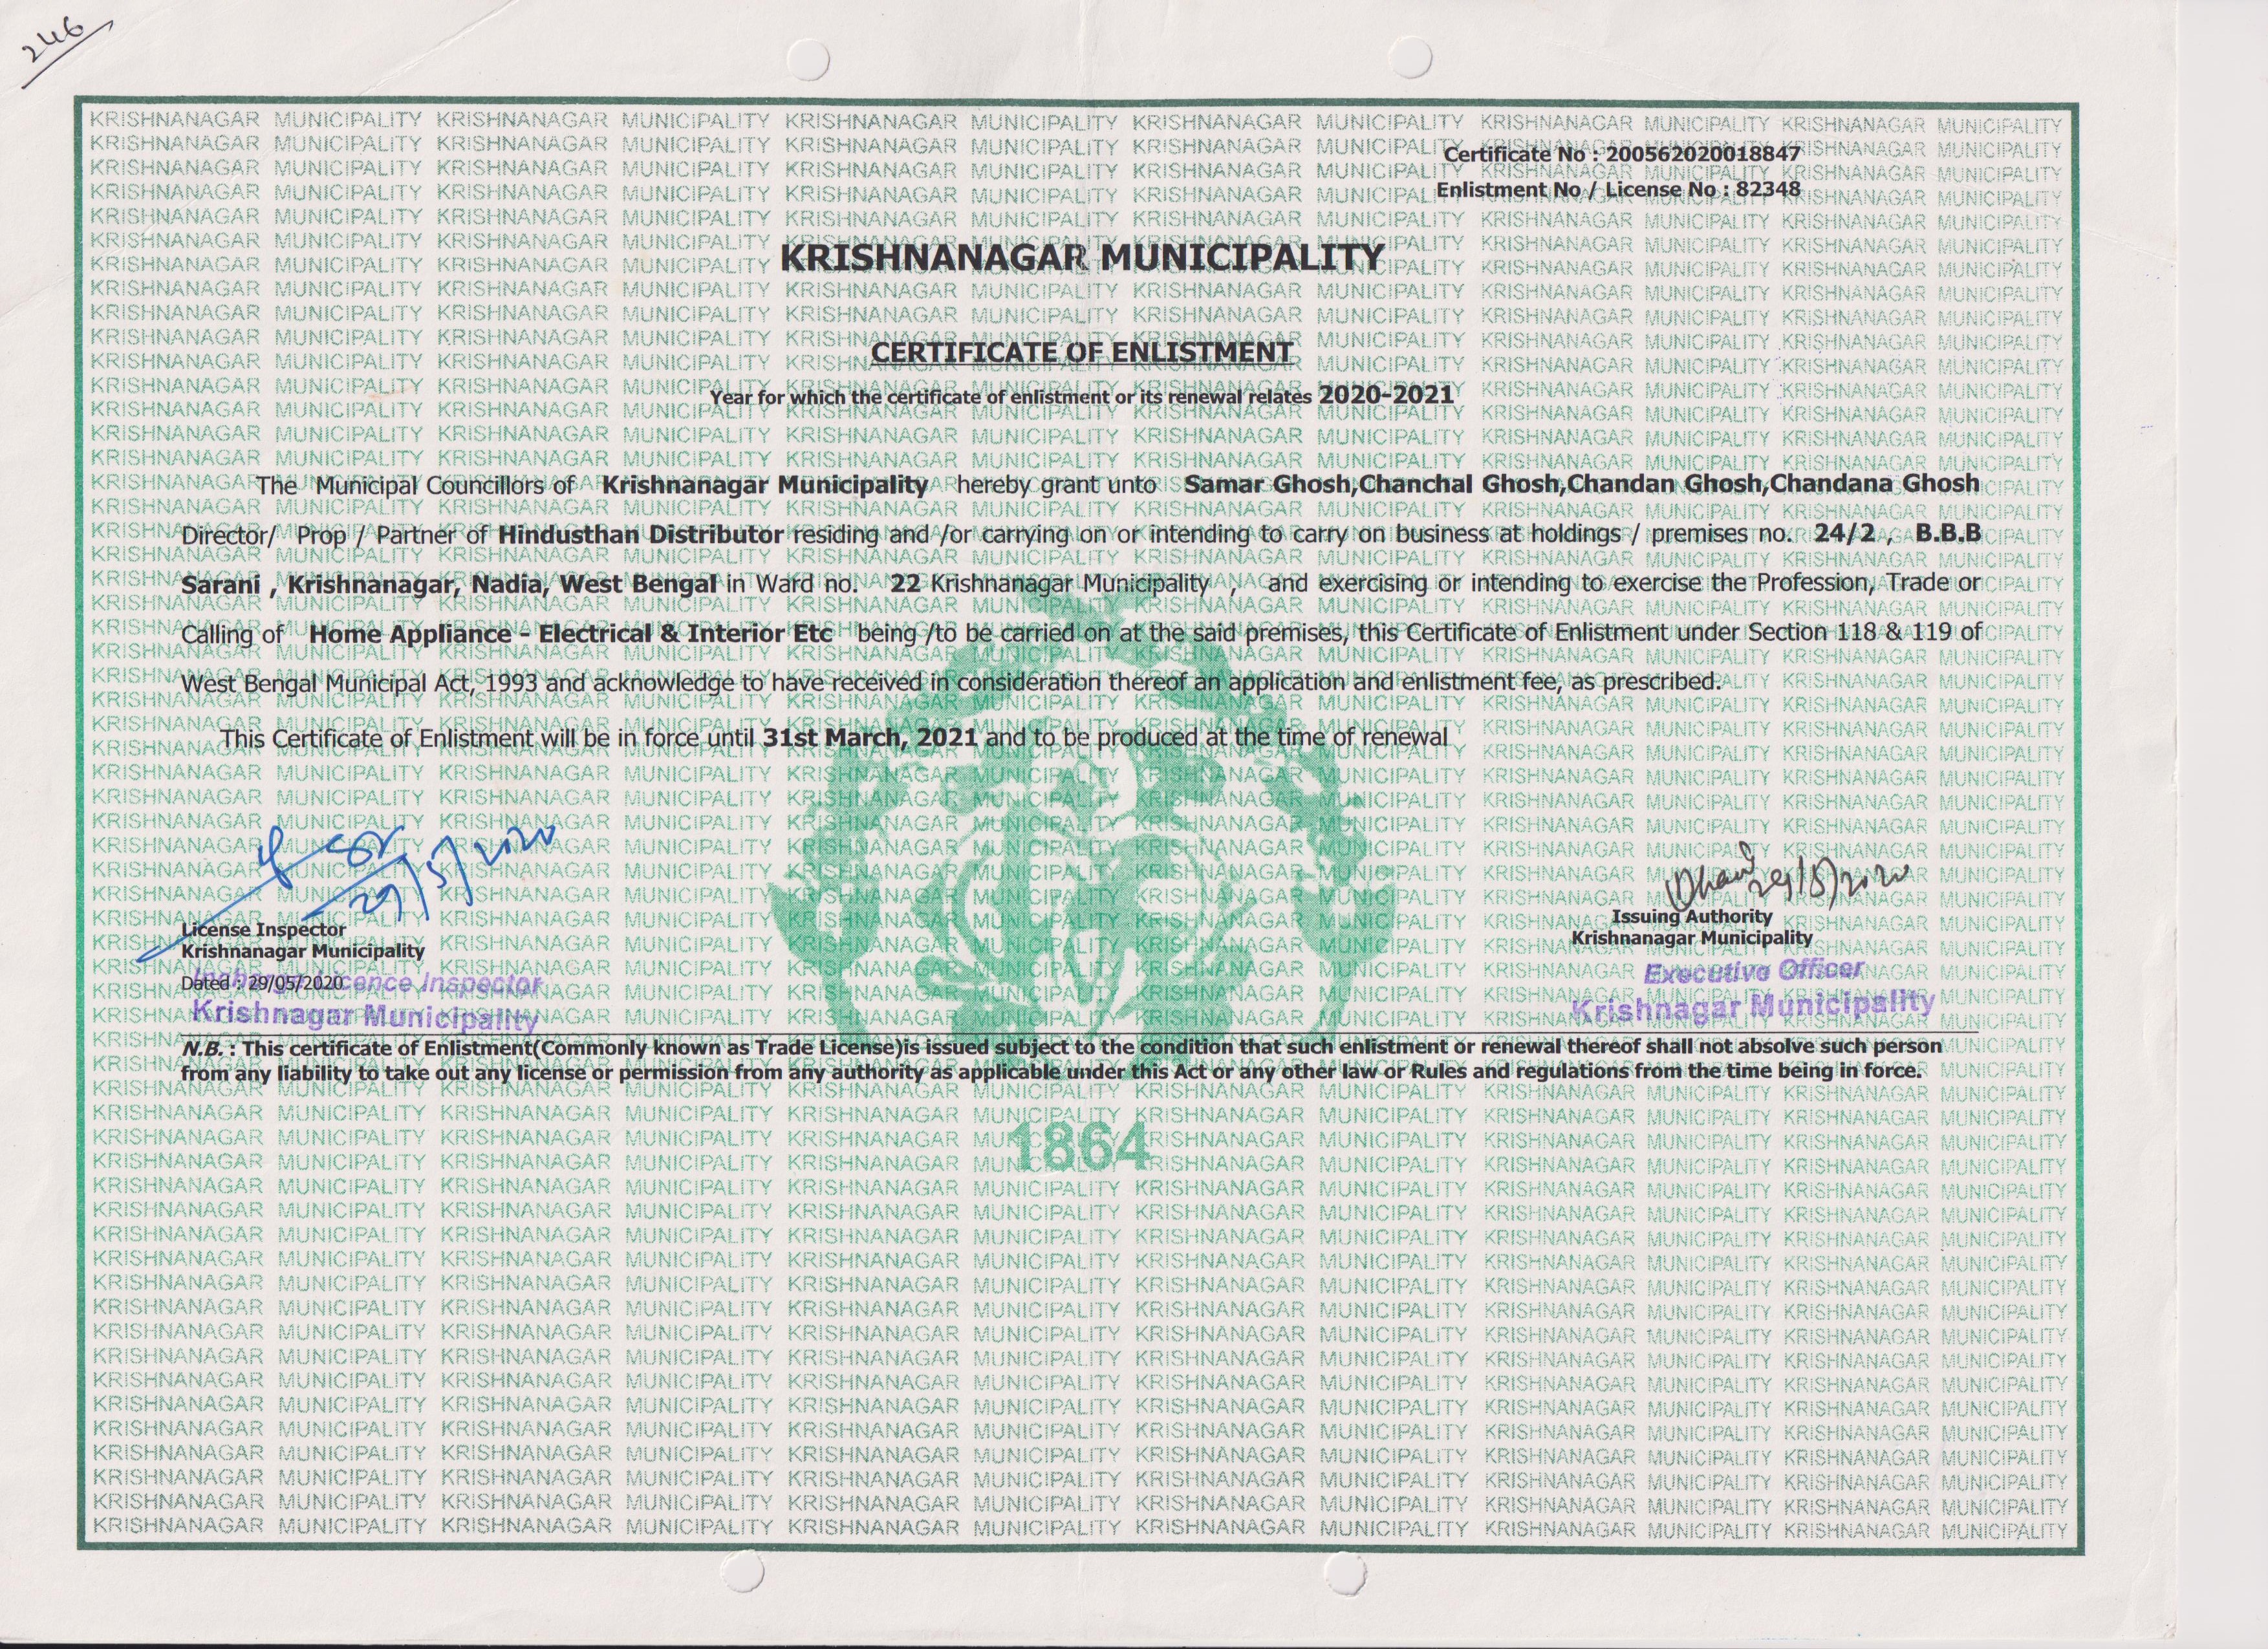 246
Certificate No : 200562020018847
Enlistment No / License No : 82348
KRISHNANAGAR MUNICIPALITY
CERTIFICATE OF ENLISTMENT
Year for which the certificate of enlistment or its renewal relates 2020-2021
The Municipal Councillors of Krishnanagar Municipality hereby grant unto Samar Ghosh,Chanchal Ghosh,Chandan Ghosh,Chandana Ghosh
Director/ Prop / Partner of Hindusthan Distributor residing and /or carrying on or intending to carry on business at holdings / premises no. 24/2 , B.B.B
Sarani , Krishnanagar, Nadia, West Bengal in Ward no. 22 Krishnanagar Municipality , and exercising or intending to exercise the Profession, Trade or
Calling of Home Appliance - Electrical & Interior Etc being /to be carried on at the said premises, this Certificate of Enlistment under Section 118 & 119 of
West Bengal Municipal Act, 1993 and acknowledge to have received in consideration thereof an application and enlistment fee, as prescribed.
This Certificate of Enlistment will be in force until 31st March, 2021 and to be produced at the time of renewal
29/5/2020
29/5/2020
License Inspector
Krishnanagar Municipality
Dated : 29/05/2020
Licence Inspector
Krishnagar Municipality
Issuing Authority
Krishnanagar Municipality
Executive Officer
Krishnagar Municipality
N.B. : This certificate of Enlistment(Commonly known as Trade License)is issued subject to the condition that such enlistment or renewal thereof shall not absolve such person
from any liability to take out any license or permission from any authority as applicable under this Act or any other law or Rules and regulations from the time being in force.
1864